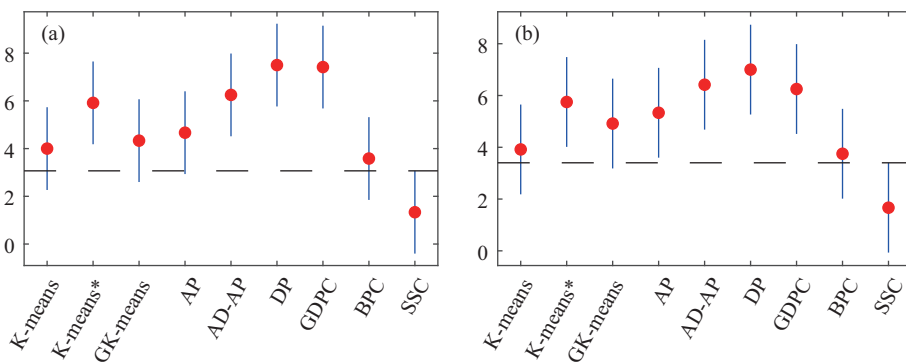 (a)
8
6
4
2
0
K-means
K-means*
GK-means
AP
AD-AP
DP
GDPC
BPC
SSC
(b)
8
6
4
2
0
K-means
K-means*
GK-means
AP
AD-AP
DP
GDPC
BPC
SSC